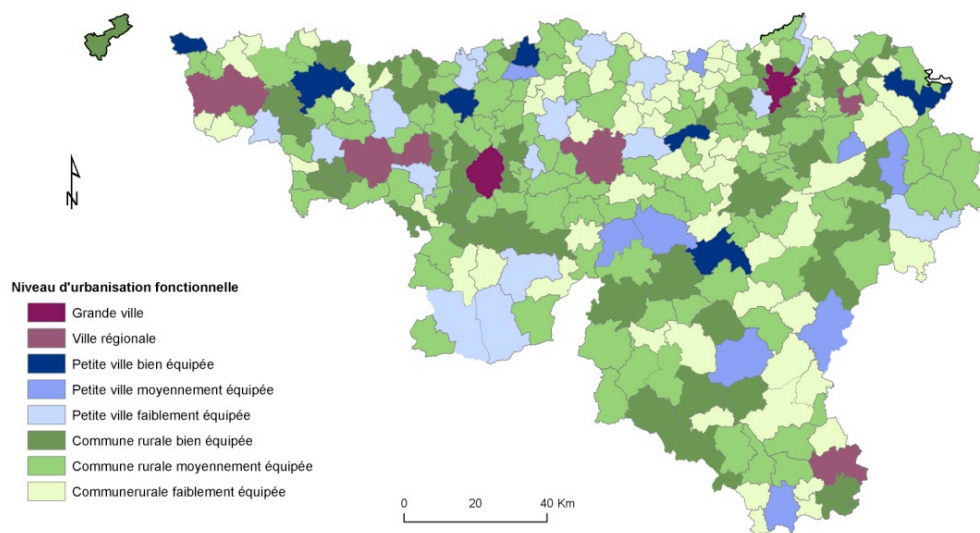 N
Niveau d'urbanisation fonctionnelle
Grande ville
Ville régionale
Petite ville bien équipée
Petite ville moyennement équipée
Petite ville faiblement équipée
Commune rurale bien équipée
Commune rurale moyennement équipée
Communerurale faiblement équipée
0 20 40 Km